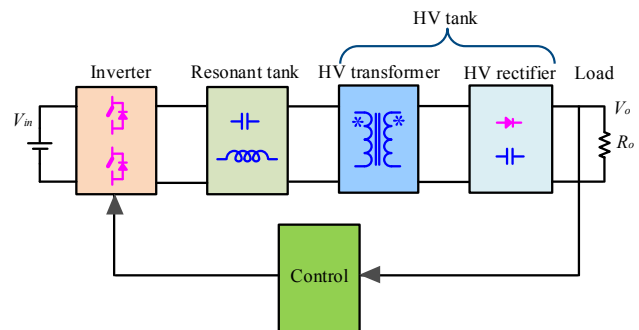 HV tank
Inverter
Resonant tank
HV transformer
HV rectifier
Load
Vin
Vo
Ro
Control